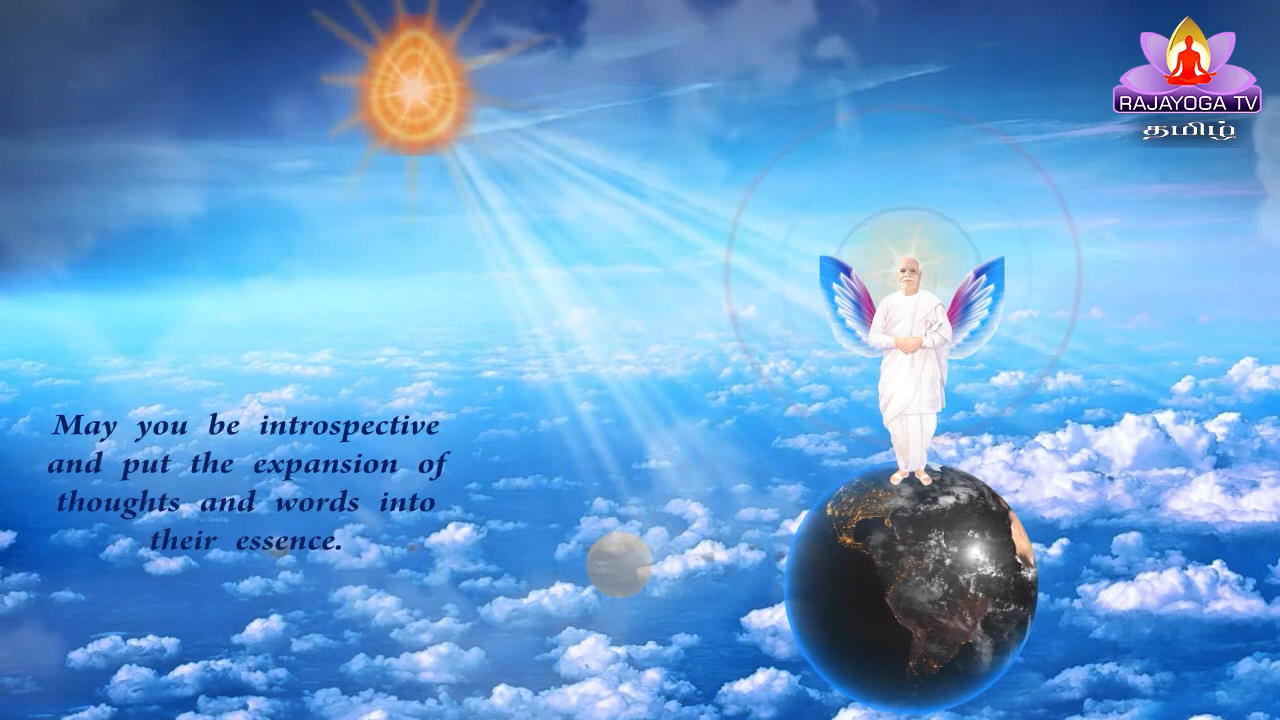 RAJAYOGA TV
தமிழ்
May you be introspective
and put the expansion of
thoughts and words into
their essence.